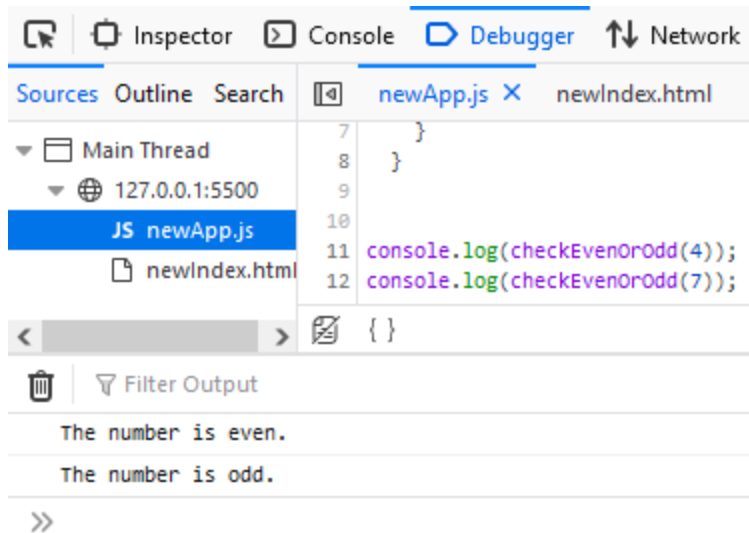 Inspector Console Debugger Network
Sources Outline Search newApp.js newIndex.html
Main Thread
127.0.0.1:5500
JS newApp.js
newIndex.html
7 }
8 }
9
10
11 console.log(checkEvenOrOdd(4));
12 console.log(checkEvenOrOdd(7));
{ }
Filter Output
The number is even.
The number is odd.